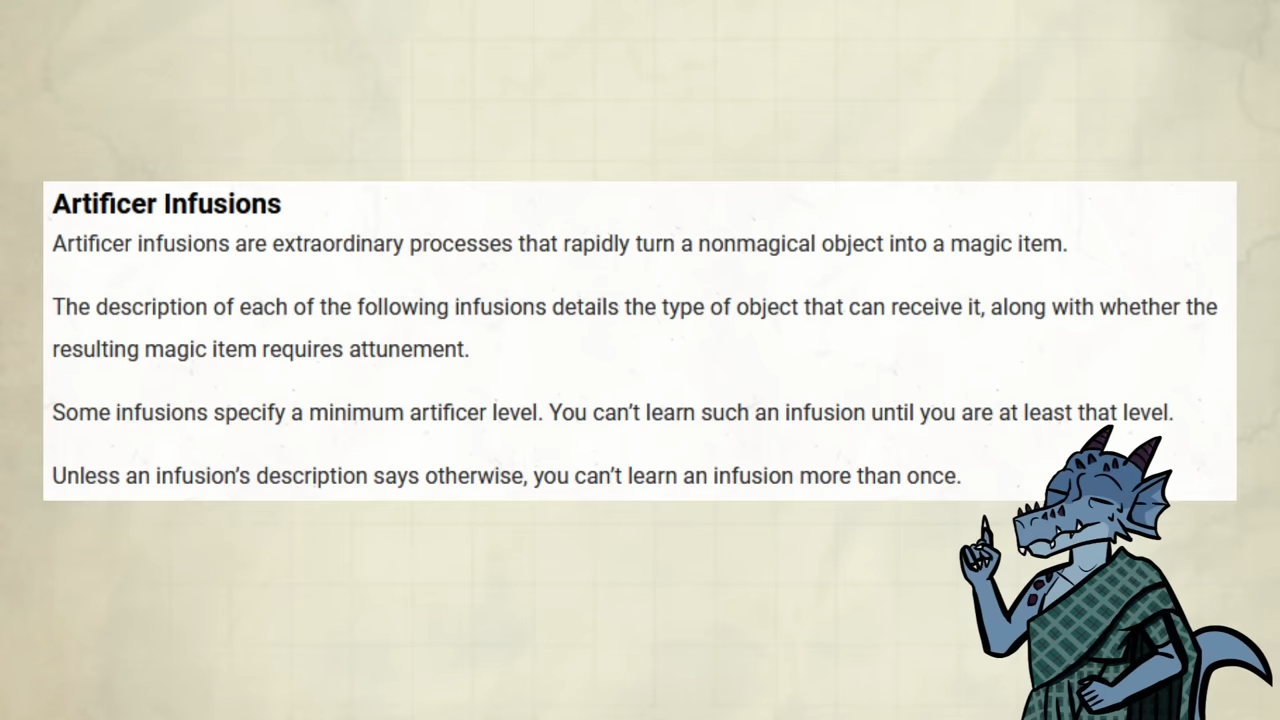 Artificer Infusions
Artificer infusions are extraordinary processes that rapidly turn a nonmagical object into a magic item.
The description of each of the following infusions details the type of object that can receive it, along with whether the
resulting magic item requires attunement.
Some infusions specify a minimum artificer level. You can’t learn such an infusion until you are at least that level.
Unless an infusion’s description says otherwise, you can’t learn an infusion more than once.